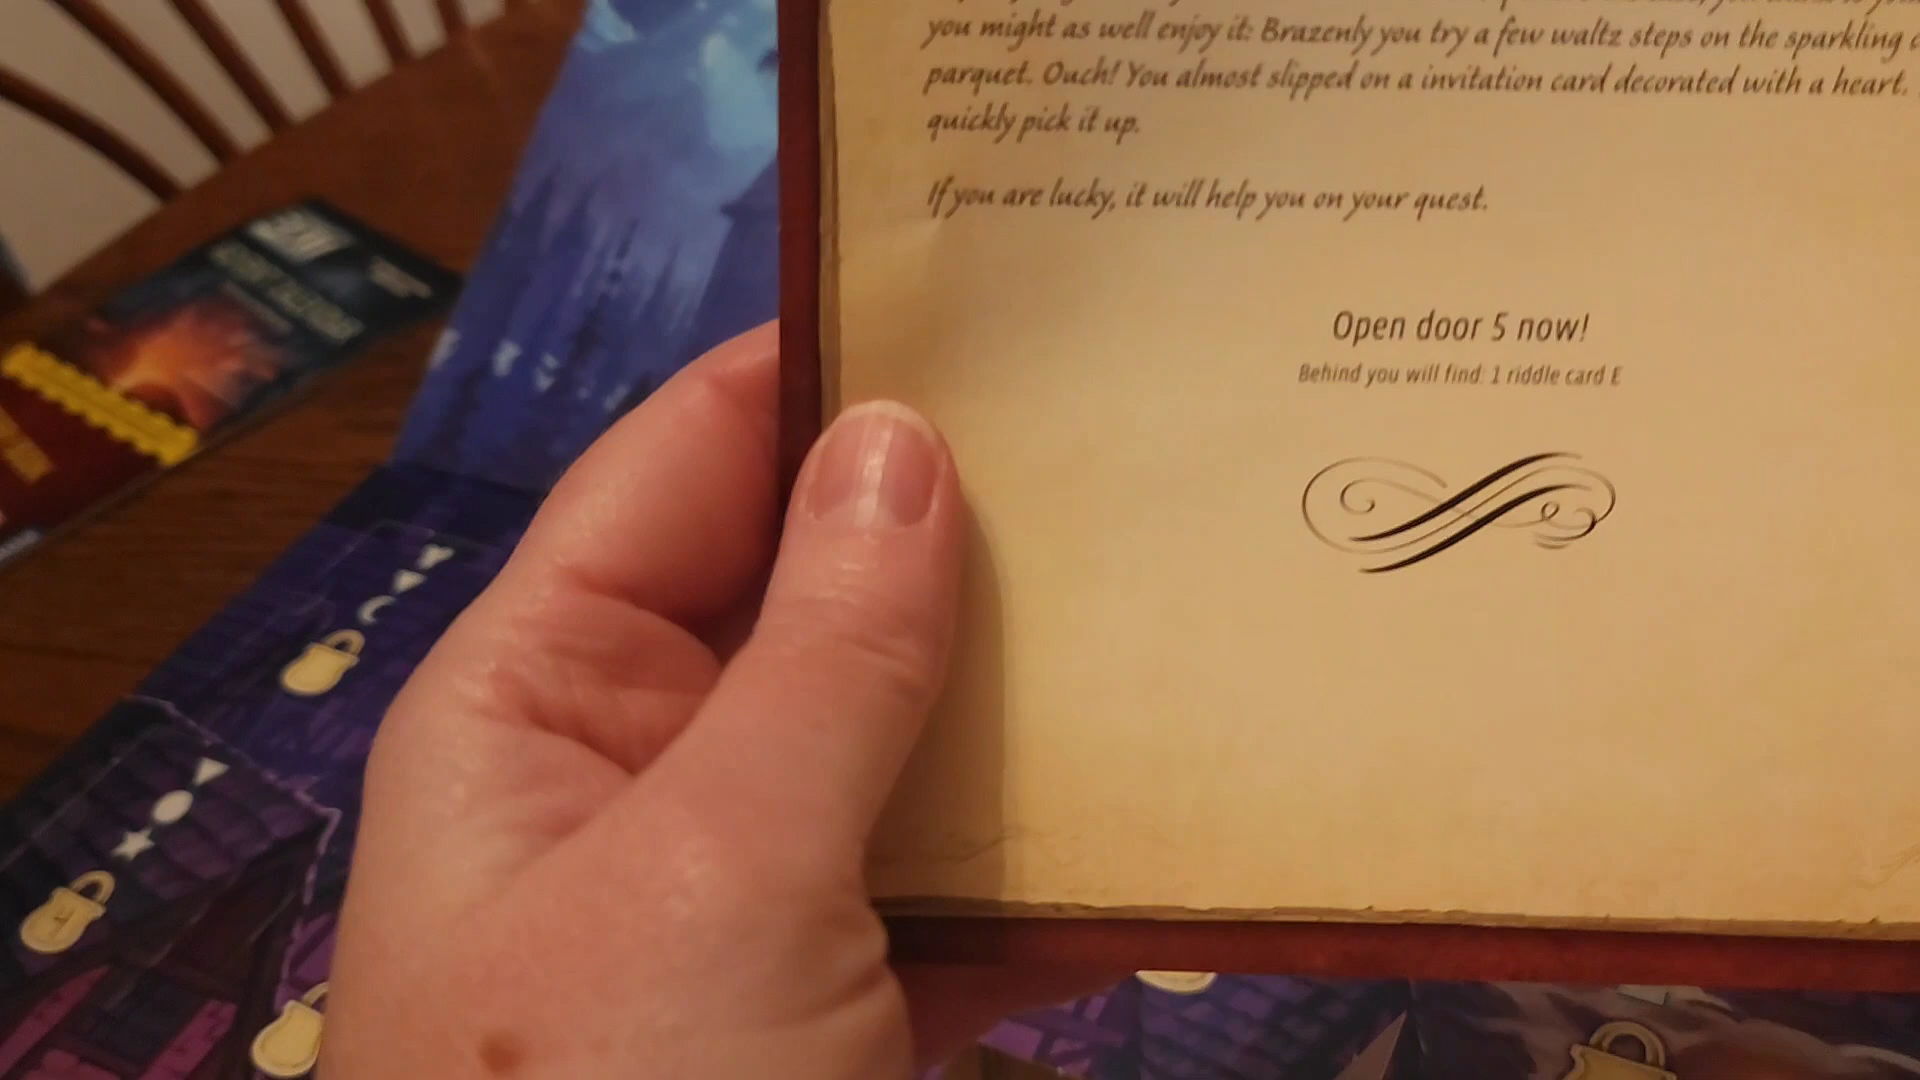 you might as well enjoy it: Brazenly you try a few waltz steps on the sparkling
parquet. Ouch! You almost slipped on a invitation card decorated with a heart.
quickly pick it up.
If you are lucky, it will help you on your quest.
Open door 5 now!
Behind you will find: 1 riddle card E